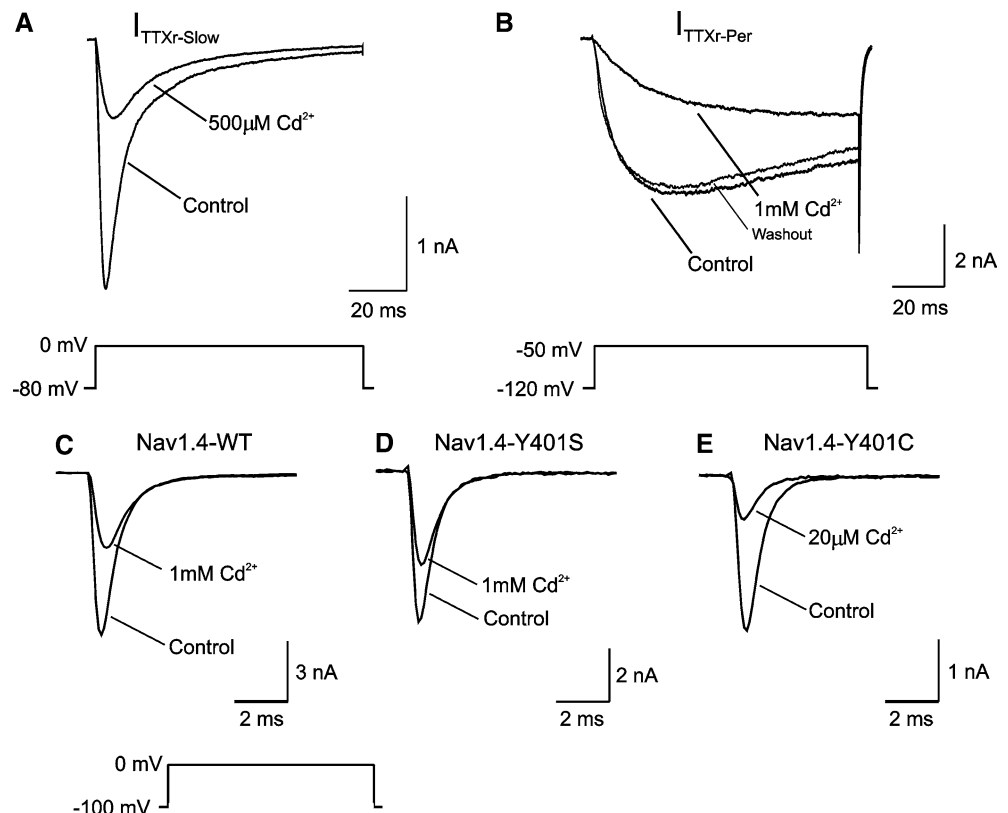 A
I TTXr-Slow
500μM Cd2+
Control
1 nA
20 ms
0 mV
-80 mV
B
I TTXr-Per
1mM Cd2+
Washout
Control
2 nA
20 ms
-50 mV
-120 mV
C Nav1.4-WT
1mM Cd2+
Control
3 nA
2 ms
0 mV
-100 mV
D Nav1.4-Y401S
1mM Cd2+
Control
2 nA
2 ms
E Nav1.4-Y401C
20μM Cd2+
Control
1 nA
2 ms